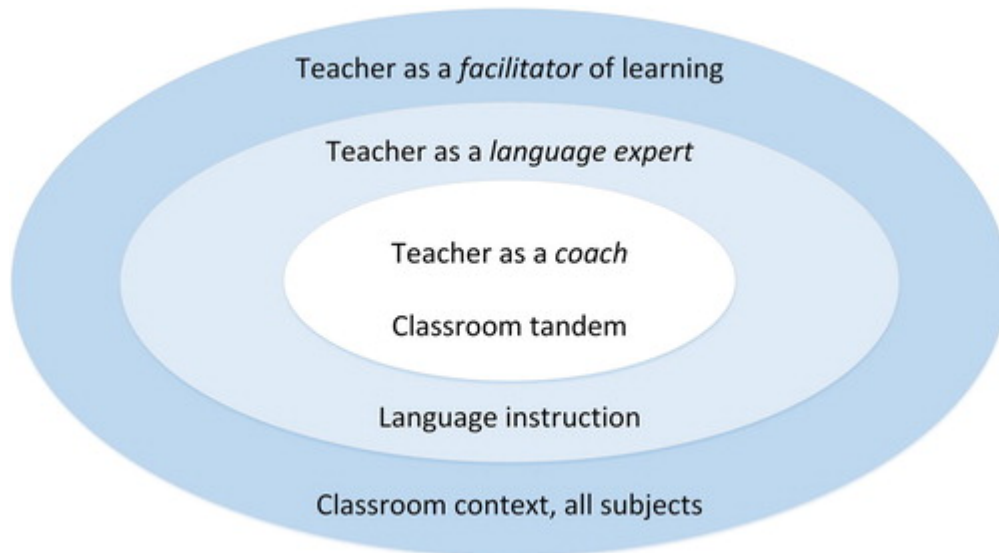 Teacher as a facilitator of learning
Teacher as a language expert
Teacher as a coach
Classroom tandem
Language instruction
Classroom context, all subjects